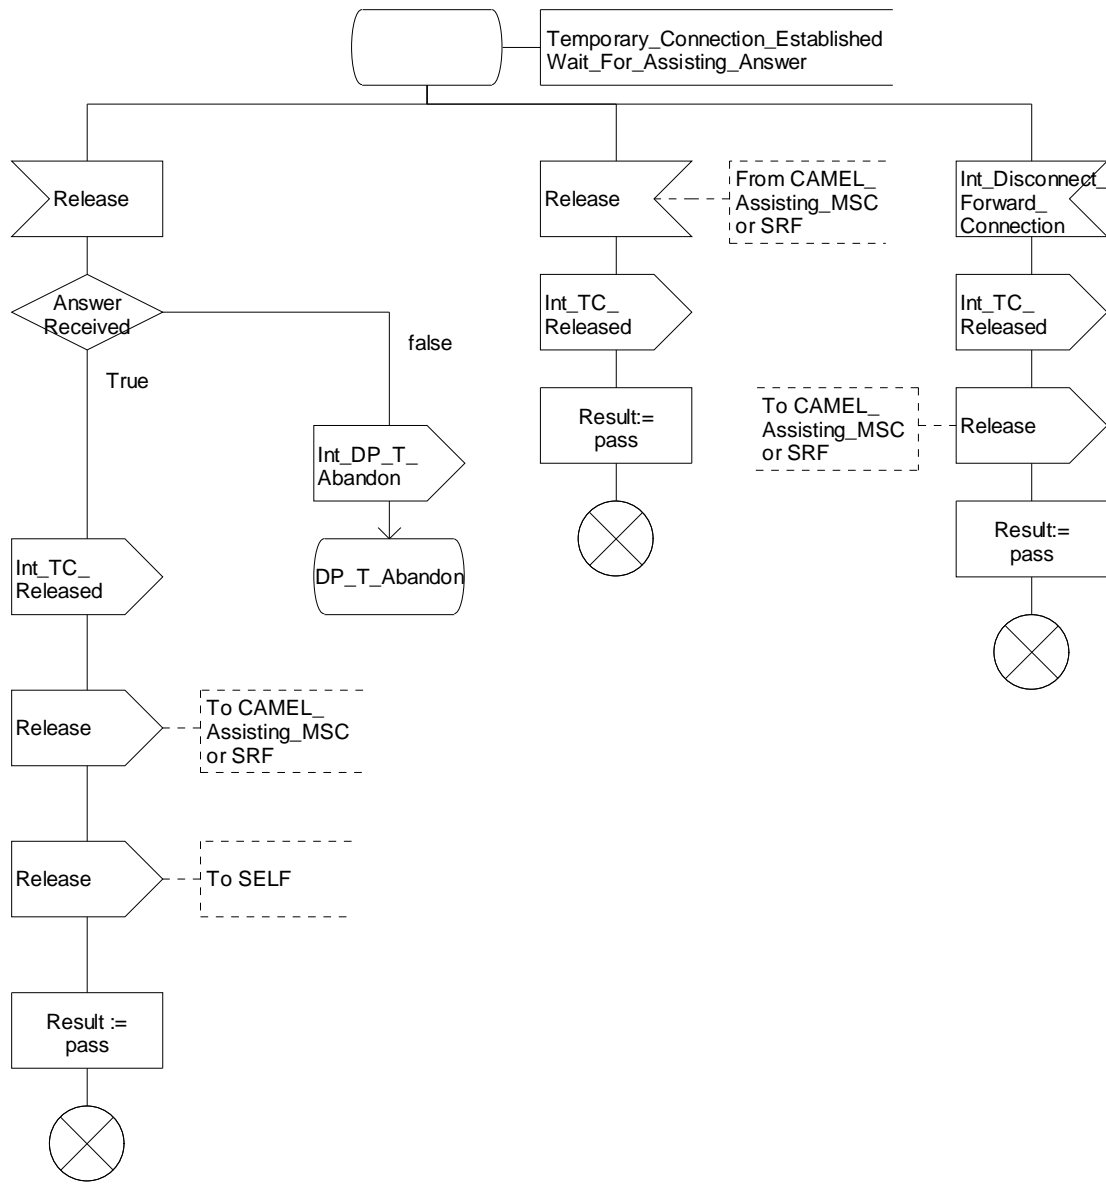 Temporary_Connection_Established
Wait_For_Assisting_Answer
Release
Answer
Received
True
false
Int_DP_T_
Abandon
DP_T_Abandon
Int_TC_
Released
Release
To CAMEL_
Assisting_MSC
or SRF
Release
To SELF
Result :=
pass
Release
From CAMEL_
Assisting_MSC
or SRF
Int_TC_
Released
Result:=
pass
Int_Disconnect_
Forward_
Connection
Int_TC_
Released
To CAMEL_
Assisting_MSC
or SRF
Release
Result:=
pass